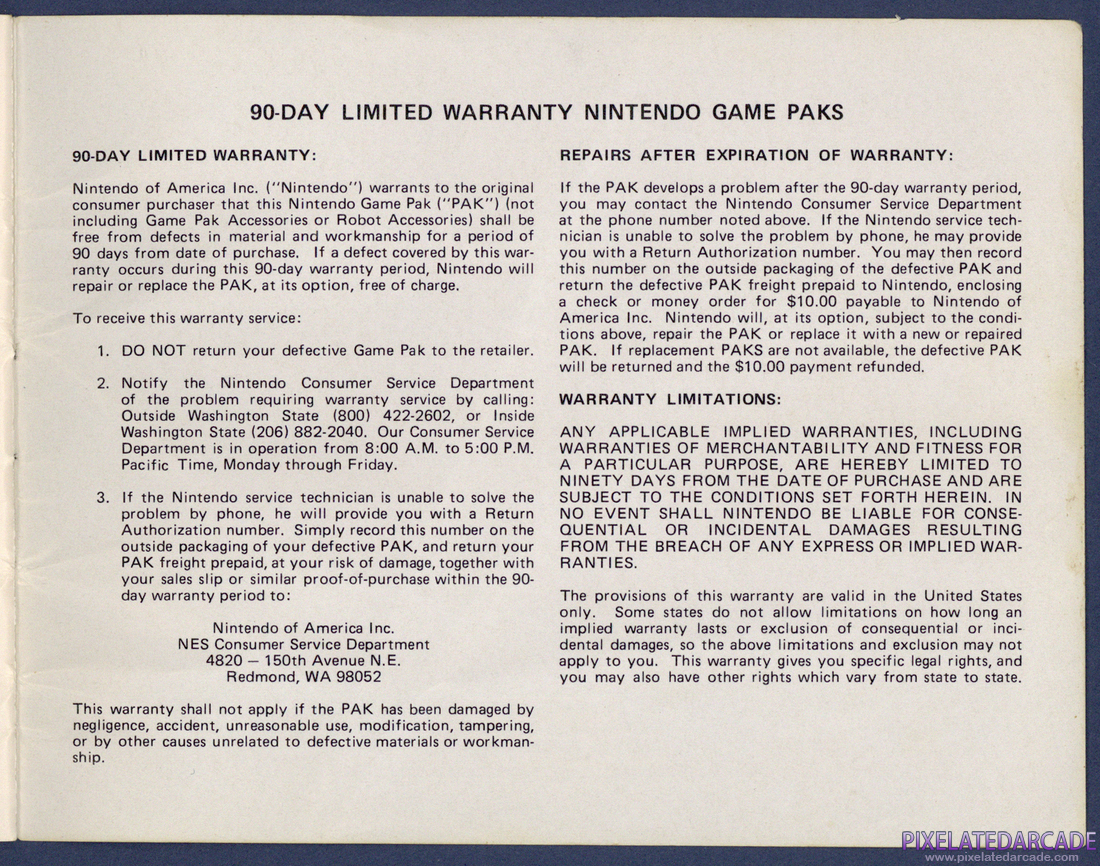 90-DAY LIMITED WARRANTY NINTENDO GAME PAKS
90-DAY LIMITED WARRANTY:
Nintendo of America Inc. ("Nintendo") warrants to the original
consumer purchaser that this Nintendo Game Pak ("PAK") (not
including Game Pak Accessories or Robot Accessories) shall be
free from defects in material and workmanship for a period of
90 days from date of purchase. If a defect covered by this war-
ranty occurs during this 90-day warranty period, Nintendo will
repair or replace the PAK, at its option, free of charge.
To receive this warranty service:
1. DO NOT return your defective Game Pak to the retailer.
2. Notify the Nintendo Consumer Service Department
of the problem requiring warranty service by calling:
Outside Washington State (800) 422-2602, or Inside
Washington State (206) 882-2040. Our Consumer Service
Department is in operation from 8:00 A.M. to 5:00 P.M.
Pacific Time, Monday through Friday.
3. If the Nintendo service technician is unable to solve the
problem by phone, he will provide you with a Return
Authorization number. Simply record this number on the
outside packaging of your defective PAK, and return your
PAK freight prepaid, at your risk of damage, together with
your sales slip or similar proof-of-purchase within the 90-
day warranty period to:
Nintendo of America Inc.
NES Consumer Service Department
4820 — 150th Avenue N.E.
Redmond, WA 98052
This warranty shall not apply if the PAK has been damaged by
negligence, accident, unreasonable use, modification, tampering,
or by other causes unrelated to defective materials or workman-
ship.
REPAIRS AFTER EXPIRATION OF WARRANTY:
If the PAK develops a problem after the 90-day warranty period,
you may contact the Nintendo Consumer Service Department
at the phone number noted above. If the Nintendo service tech-
nician is unable to solve the problem by phone, he may provide
you with a Return Authorization number. You may then record
this number on the outside packaging of the defective PAK and
return the defective PAK freight prepaid to Nintendo, enclosing
a check or money order for $10.00 payable to Nintendo of
America Inc. Nintendo will, at its option, subject to the condi-
tions above, repair the PAK or replace it with a new or repaired
PAK. If replacement PAKS are not available, the defective PAK
will be returned and the $10.00 payment refunded.
WARRANTY LIMITATIONS:
ANY APPLICABLE IMPLIED WARRANTIES, INCLUDING
WARRANTIES OF MERCHANTABILITY AND FITNESS FOR
A PARTICULAR PURPOSE, ARE HEREBY LIMITED TO
NINETY DAYS FROM THE DATE OF PURCHASE AND ARE
SUBJECT TO THE CONDITIONS SET FORTH HEREIN. IN
NO EVENT SHALL NINTENDO BE LIABLE FOR CONSE-
QUENTIAL OR INCIDENTAL DAMAGES RESULTING
FROM THE BREACH OF ANY EXPRESS OR IMPLIED WAR-
RANTIES.
The provisions of this warranty are valid in the United States
only. Some states do not allow limitations on how long an
implied warranty lasts or exclusion of consequential or inci-
dental damages, so the above limitations and exclusion may not
apply to you. This warranty gives you specific legal rights, and
you may also have other rights which vary from state to state.
PIXELATEDARCADE
www.pixelatedarcade.com